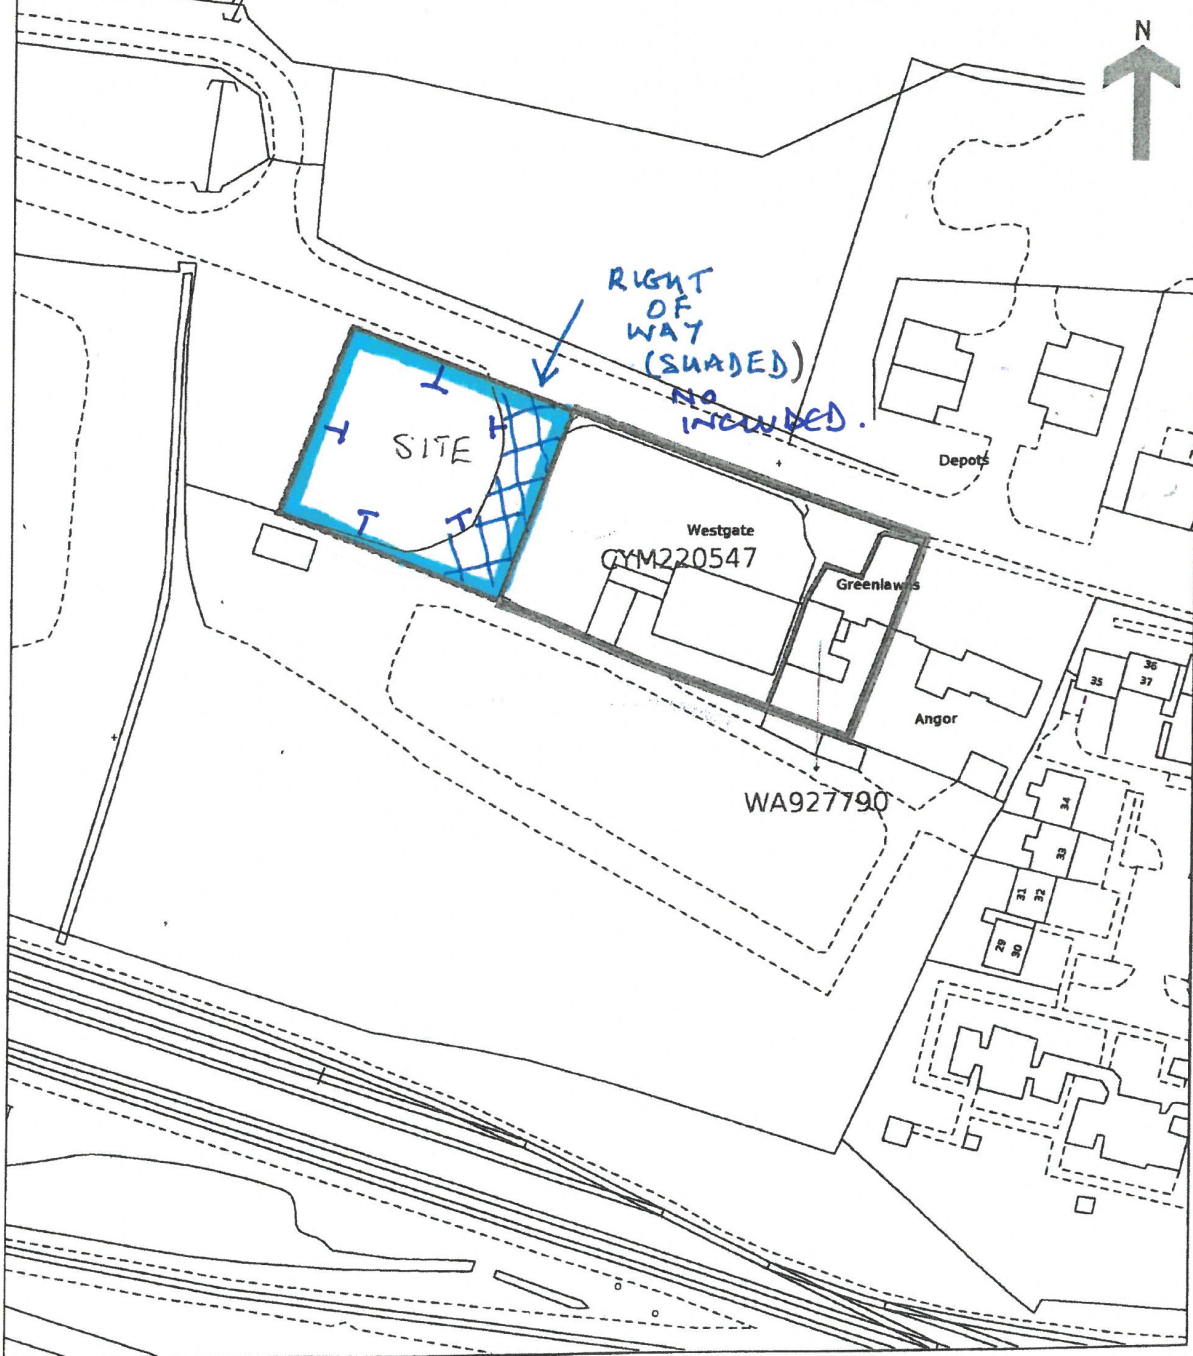 N
RIGHT
OF
WAY
(SHADED)
NO
INCLUDED.
SITE
Depots
Westgate
CYM220547
Greenlawns
Angor
WA927790
36
37
35
34
33
31
32
29
30